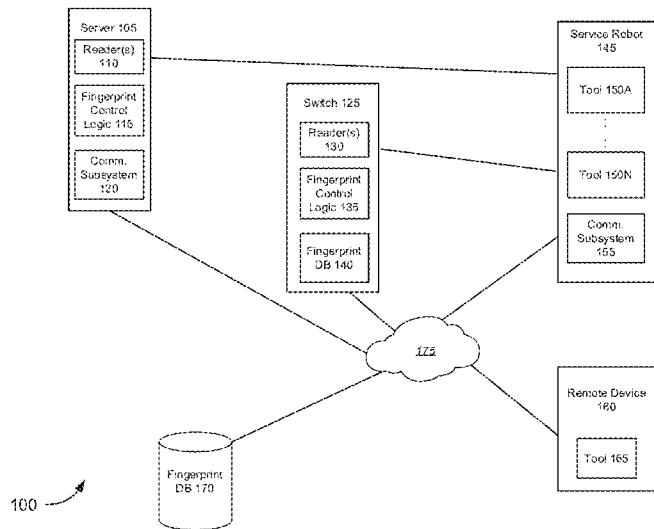 Server 105
Reader(s)
110
Fingerprint
Control
Logic 115
Comm.
Subsystem
120
Switch 125
Reader(s)
130
Fingerprint
Control
Logic 135
Fingerprint
DB 140
Service Robot
145
Tool 150A
Tool 150N
Comm.
Subsystem
155
175
Remote Device
160
Tool 165
Fingerprint
DB 170
100